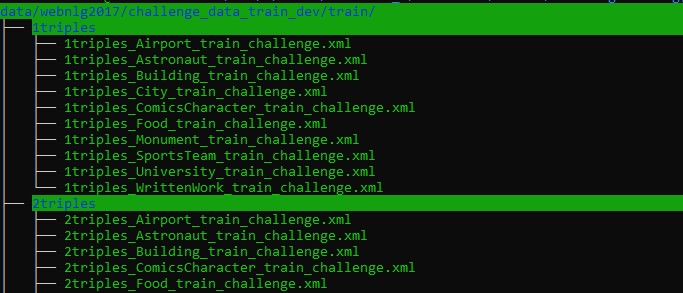 data/webnlg2017/challenge_data_train_dev/train/
├── 1triples
│   ├── 1triples_Airport_train_challenge.xml
│   ├── 1triples_Astronaut_train_challenge.xml
│   ├── 1triples_Building_train_challenge.xml
│   ├── 1triples_City_train_challenge.xml
│   ├── 1triples_ComicsCharacter_train_challenge.xml
│   ├── 1triples_Food_train_challenge.xml
│   ├── 1triples_Monument_train_challenge.xml
│   ├── 1triples_SportsTeam_train_challenge.xml
│   ├── 1triples_University_train_challenge.xml
│   └── 1triples_WrittenWork_train_challenge.xml
├── 2triples
│   ├── 2triples_Airport_train_challenge.xml
│   ├── 2triples_Astronaut_train_challenge.xml
│   ├── 2triples_Building_train_challenge.xml
│   ├── 2triples_ComicsCharacter_train_challenge.xml
│   ├── 2triples_Food_train_challenge.xml